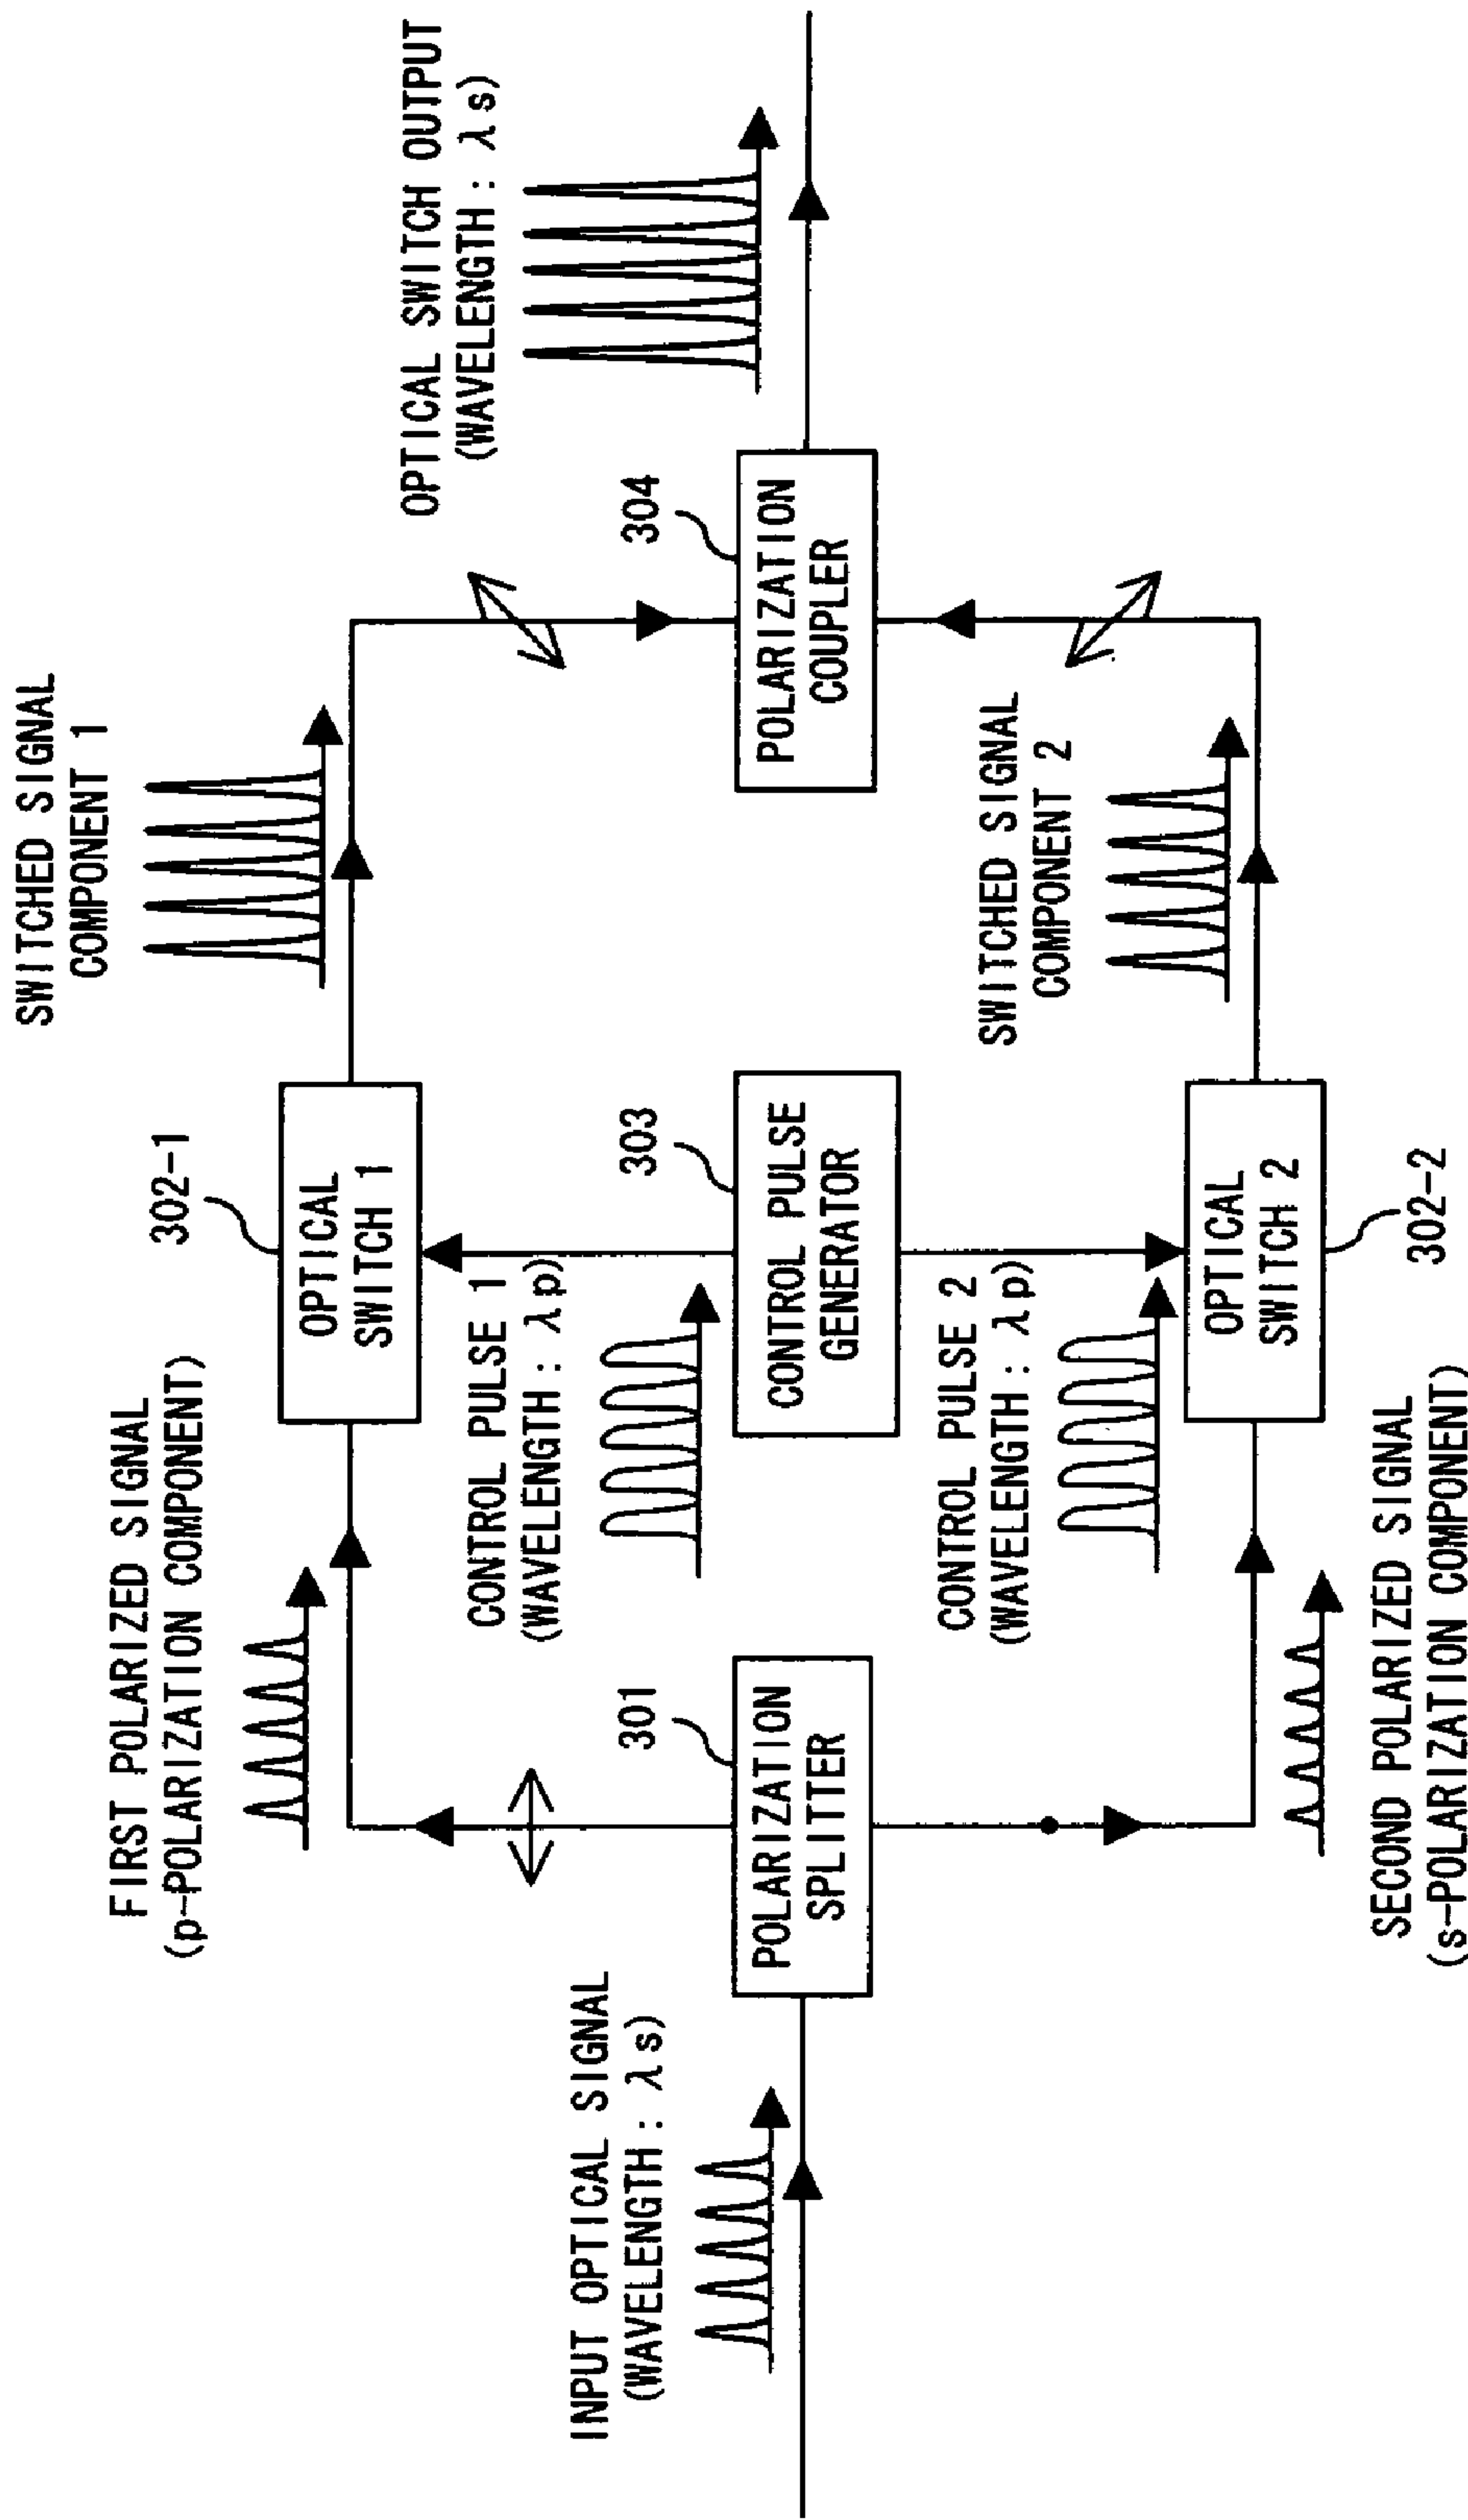 INPUT OPTICAL SIGNAL
(WAVELENGTH: λs)
301
POLARIZATION
SPLITTER
FIRST POLARIZED SIGNAL
(p-POLARIZATION COMPONENT)
SECOND POLARIZED SIGNAL
(s-POLARIZATION COMPONENT)
302-1
OPTICAL
SWITCH 1
CONTROL PULSE 1
(WAVELENGTH: λp)
303
CONTROL PULSE
GENERATOR
CONTROL PULSE 2
(WAVELENGTH: λp)
OPTICAL
SWITCH 2
302-2
SWITCHED SIGNAL
COMPONENT 1
SWITCHED SIGNAL
COMPONENT 2
304
POLARIZATION
COUPLER
OPTICAL SWITCH OUTPUT
(WAVELENGTH: λs)